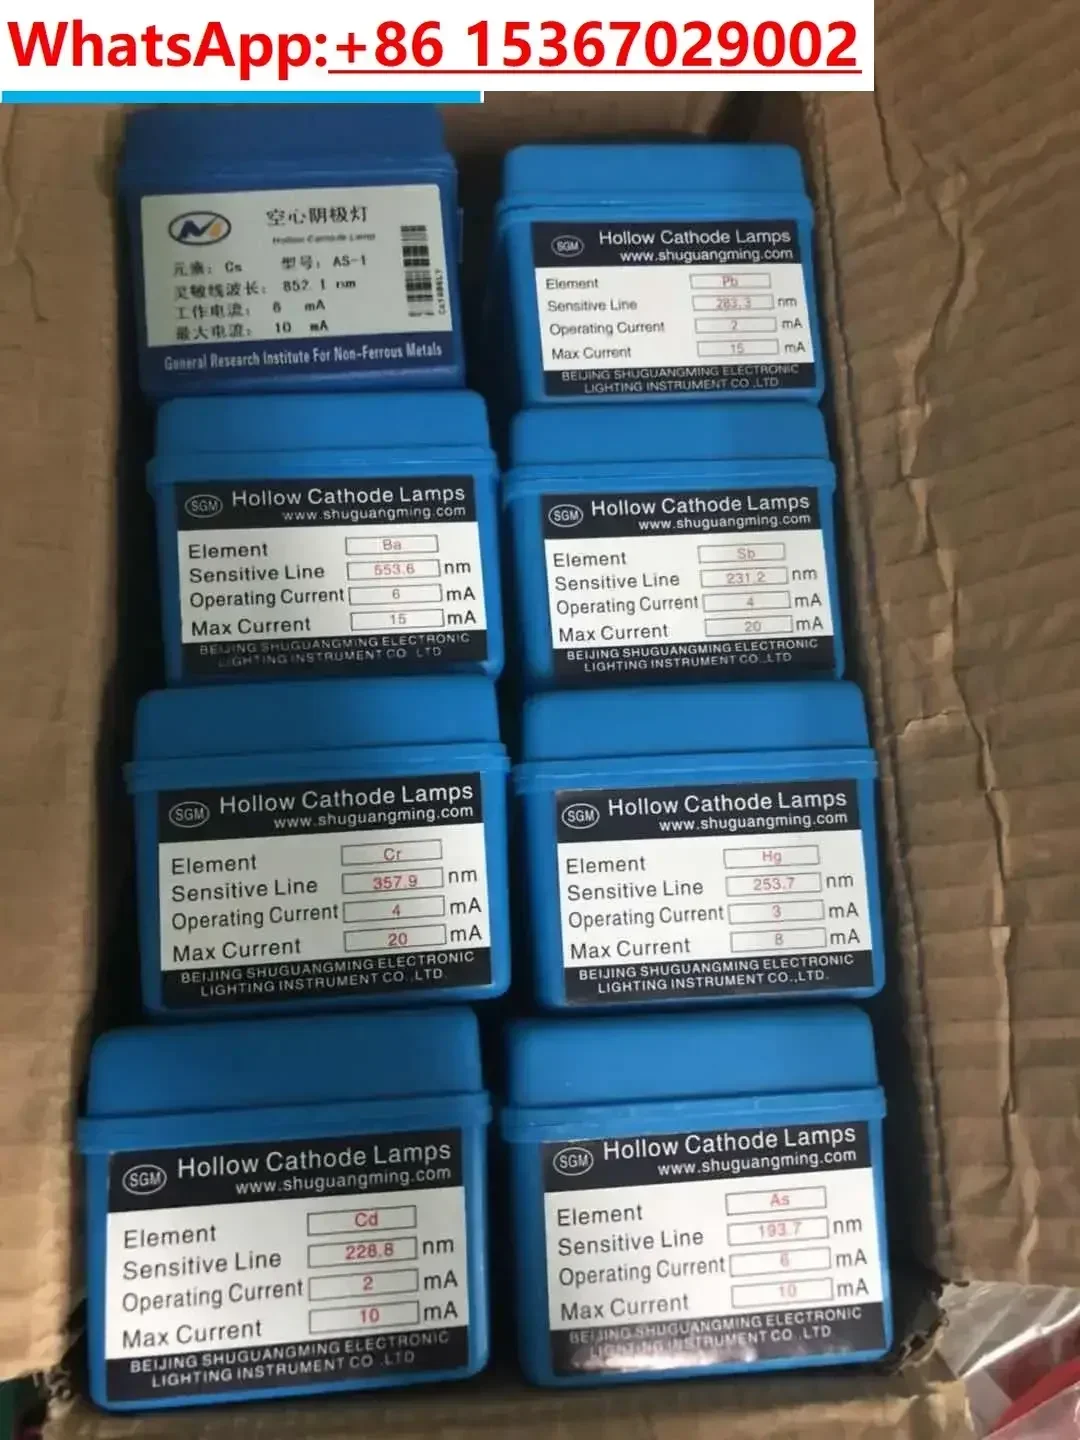 WhatsApp:+86 15367029002
空心阴极灯
Hollow Cathode Lamp
元素: Cs 型号: AS-1
灵敏线波长: 852.1 nm
工作电流: 6 mA
最大电流: 10 mA
General Research Institute For Non-Ferrous Metals
SGM Hollow Cathode Lamps
www.shuguangming.com
Element Pb
Sensitive Line 283.3 nm
Operating Current 2 mA
Max Current 15 mA
BEIJING SHUGUANGMING ELECTRONIC
LIGHTING INSTRUMENT CO.,LTD
SGM Hollow Cathode Lamps
www.shuguangming.com
Element Ba
Sensitive Line 553.6 nm
Operating Current 6 mA
Max Current 15 mA
BEIJING SHUGUANGMING ELECTRONIC
LIGHTING INSTRUMENT CO.,LTD
SGM Hollow Cathode Lamps
www.shuguangming.com
Element Sb
Sensitive Line 231.2 nm
Operating Current 4 mA
Max Current 20 mA
BEIJING SHUGUANGMING ELECTRONIC
LIGHTING INSTRUMENT CO.,LTD
SGM Hollow Cathode Lamps
www.shuguangming.com
Element Cr
Sensitive Line 357.9 nm
Operating Current 4 mA
Max Current 20 mA
BEIJING SHUGUANGMING ELECTRONIC
LIGHTING INSTRUMENT CO.,LTD.
SGM Hollow Cathode Lamps
www.shuguangming.com
Element Hg
Sensitive Line 253.7 nm
Operating Current 3 mA
Max Current 8 mA
BEIJING SHUGUANGMING ELECTRONIC
LIGHTING INSTRUMENT CO.,LTD.
SGM Hollow Cathode Lamps
www.shuguangming.com
Element Cd
Sensitive Line 228.8 nm
Operating Current 2 mA
Max Current 10 mA
BEIJING SHUGUANGMING ELECTRONIC
LIGHTING INSTRUMENT CO.,LTD
SGM Hollow Cathode Lamps
www.shuguangming.com
Element As
Sensitive Line 193.7 nm
Operating Current 6 mA
Max Current 10 mA
BEIJING SHUGUANGMING ELECTRONIC
LIGHTING INSTRUMENT CO.,LTD